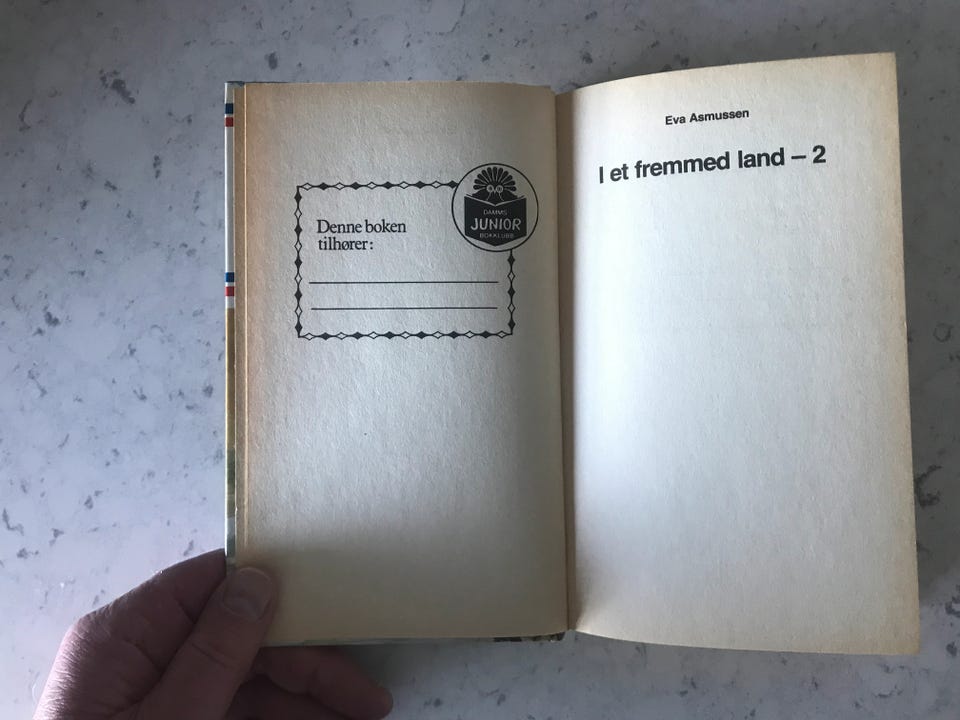 Denne boken
tilhører:
DAMMS
JUNIOR
BOKKLUBB
Eva Asmussen
I et fremmed land – 2